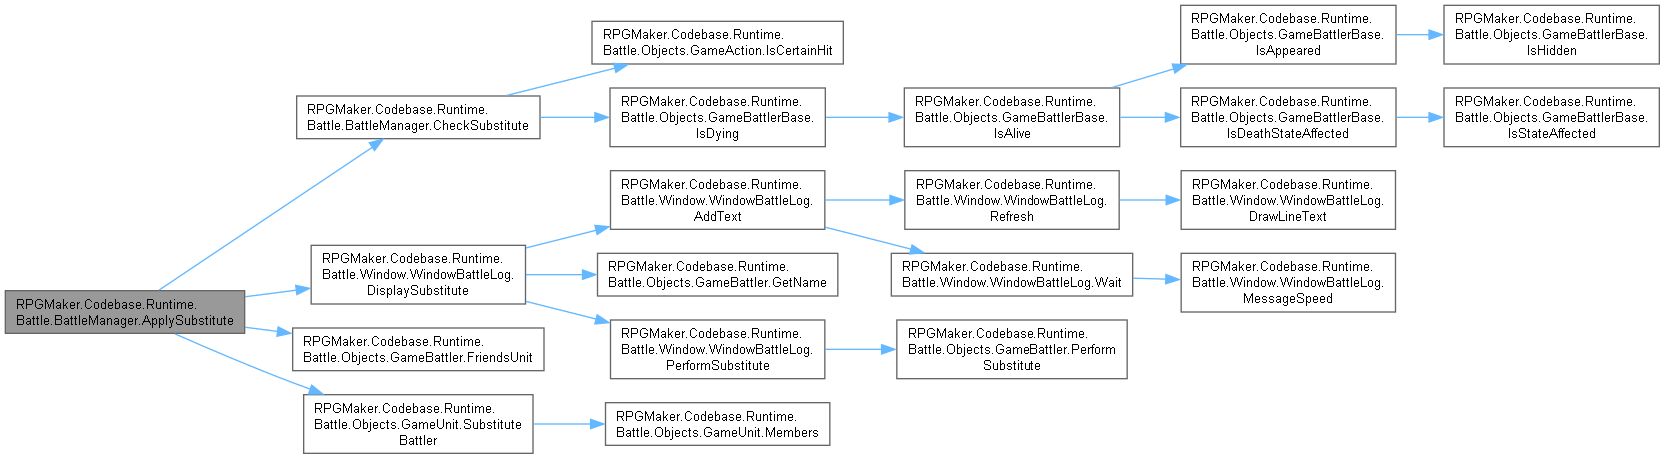 RPGMaker.Codebase.Runtime.
Battle.BattleManager.ApplySubstitute
RPGMaker.Codebase.Runtime.
Battle.BattleManager.CheckSubstitute
RPGMaker.Codebase.Runtime.
Battle.Objects.GameAction.IsCertainHit
RPGMaker.Codebase.Runtime.
Battle.Objects.GameBattlerBase.
IsDying
RPGMaker.Codebase.Runtime.
Battle.Objects.GameBattlerBase.
IsAlive
RPGMaker.Codebase.Runtime.
Battle.Objects.GameBattlerBase.
IsAppeared
RPGMaker.Codebase.Runtime.
Battle.Objects.GameBattlerBase.
IsHidden
RPGMaker.Codebase.Runtime.
Battle.Objects.GameBattlerBase.
IsDeathStateAffected
RPGMaker.Codebase.Runtime.
Battle.Objects.GameBattlerBase.
IsStateAffected
RPGMaker.Codebase.Runtime.
Battle.Window.WindowBattleLog.
DisplaySubstitute
RPGMaker.Codebase.Runtime.
Battle.Window.WindowBattleLog.
AddText
RPGMaker.Codebase.Runtime.
Battle.Window.WindowBattleLog.
Refresh
RPGMaker.Codebase.Runtime.
Battle.Window.WindowBattleLog.
DrawLineText
RPGMaker.Codebase.Runtime.
Battle.Window.WindowBattleLog.Wait
RPGMaker.Codebase.Runtime.
Battle.Window.WindowBattleLog.
MessageSpeed
RPGMaker.Codebase.Runtime.
Battle.Objects.GameBattler.GetName
RPGMaker.Codebase.Runtime.
Battle.Window.WindowBattleLog.
PerformSubstitute
RPGMaker.Codebase.Runtime.
Battle.Objects.GameBattler.Perform
Substitute
RPGMaker.Codebase.Runtime.
Battle.Objects.GameBattler.FriendsUnit
RPGMaker.Codebase.Runtime.
Battle.Objects.GameUnit.Substitute
Battler
RPGMaker.Codebase.Runtime.
Battle.Objects.GameUnit.Members